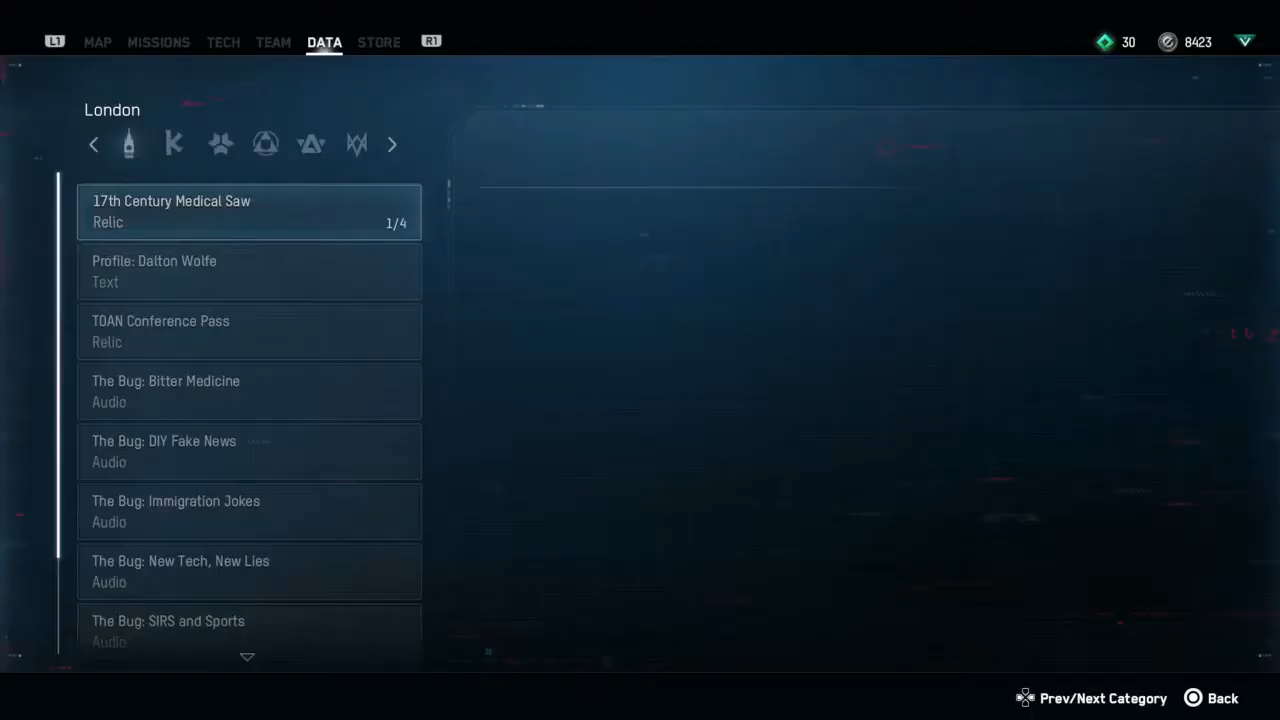 L1 MAP MISSIONS TECH TEAM DATA STORE R1 30 8423
London
17th Century Medical Saw
Relic 1/4
Profile: Dalton Wolfe
Text
TOAN Conference Pass
Relic
The Bug: Bitter Medicine
Audio
The Bug: DIY Fake News
Audio
The Bug: Immigration Jokes
Audio
The Bug: New Tech, New Lies
Audio
The Bug: SIRS and Sports
Audio
Prev/Next Category Back